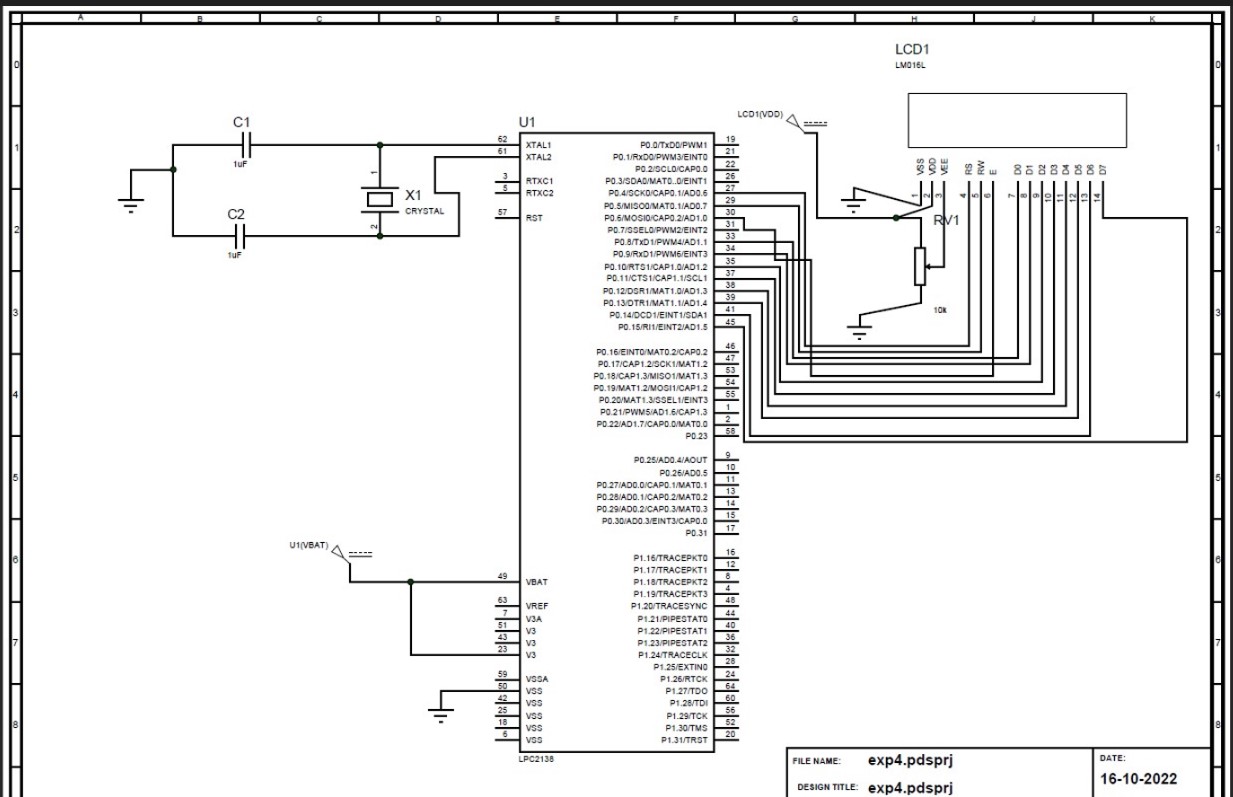 A B C D E F G H J K
0 0
1 1
2 2
3 3
4 4
5 5
6 6
7 7
8 8
LCD1
LM016L
LCD1(VDD)
C1
1uF
C2
1uF
1
X1
CRYSTAL
2
U1
62 XTAL1
61 XTAL2
3 RTXC1
5 RTXC2
57 RST
49 VBAT
63 VREF
7 V3A
51 V3
43 V3
23 V3
59 VSSA
50 VSS
42 VSS
25 VSS
18 VSS
6 VSS
U1(VBAT)
P0.0/TxD0/PWM1 19
P0.1/RxD0/PWM3/EINT0 21
P0.2/SCL0/CAP0.0 22
P0.3/SDA0/MAT0..0/EINT1 26
P0.4/SCK0/CAP0.1/AD0.6 27
P0.5/MISO0/MAT0.1/AD0.7 29
P0.6/MOSI0/CAP0.2/AD1.0 30
P0.7/SSEL0/PWM2/EINT2 31
P0.8/TxD1/PWM4/AD1.1 33
P0.9/RxD1/PWM6/EINT3 34
P0.10/RTS1/CAP1.0/AD1.2 35
P0.11/CTS1/CAP1.1/SCL1 37
P0.12/DSR1/MAT1.0/AD1.3 38
P0.13/DTR1/MAT1.1/AD1.4 39
P0.14/DCD1/EINT1/SDA1 41
P0.15/RI1/EINT2/AD1.5 45
P0.16/EINT0/MAT0.2/CAP0.2 46
P0.17/CAP1.2/SCK1/MAT1.2 47
P0.18/CAP1.3/MISO1/MAT1.3 53
P0.19/MAT1.2/MOSI1/CAP1.2 54
P0.20/MAT1.3/SSEL1/EINT3 55
P0.21/PWM5/AD1.6/CAP1.3 1
P0.22/AD1.7/CAP0.0/MAT0.0 2
P0.23 58
P0.25/AD0.4/AOUT 9
P0.26/AD0.5 10
P0.27/AD0.0/CAP0.1/MAT0.1 11
P0.28/AD0.1/CAP0.2/MAT0.2 13
P0.29/AD0.2/CAP0.3/MAT0.3 14
P0.30/AD0.3/EINT3/CAP0.0 15
P0.31 17
P1.16/TRACEPKT0 16
P1.17/TRACEPKT1 12
P1.18/TRACEPKT2 8
P1.19/TRACEPKT3 4
P1.20/TRACESYNC 48
P1.21/PIPESTAT0 44
P1.22/PIPESTAT1 40
P1.23/PIPESTAT2 36
P1.24/TRACECLK 32
P1.25/EXTIN0 28
P1.26/RTCK 24
P1.27/TDO 64
P1.28/TDI 60
P1.29/TCK 56
P1.30/TMS 52
P1.31/TRST 20
LPC2138
VSS VDD VEE RS RW E D0 D1 D2 D3 D4 D5 D6 D7
1 2 3 4 5 6 7 8 9 10 11 12 13 14
RV1
10k
FILE NAME: exp4.pdsprj
DESIGN TITLE: exp4.pdsprj
DATE:
16-10-2022